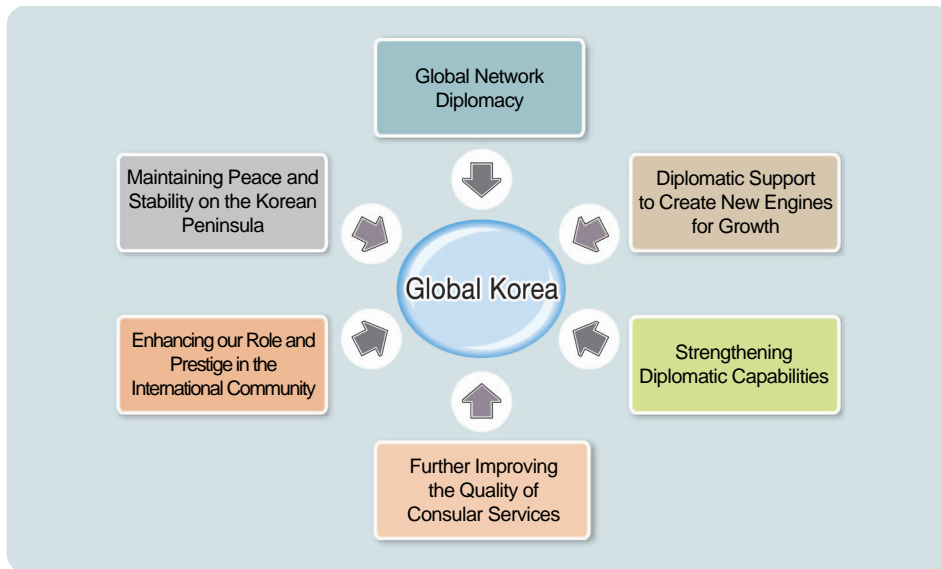 Global Network
Diplomacy
Maintaining Peace and
Stability on the Korean
Peninsula
Diplomatic Support
to Create New Engines
for Growth
Global Korea
Enhancing our Role and
Prestige in the
International Community
Strengthening
Diplomatic Capabilities
Further Improving
the Quality of
Consular Services